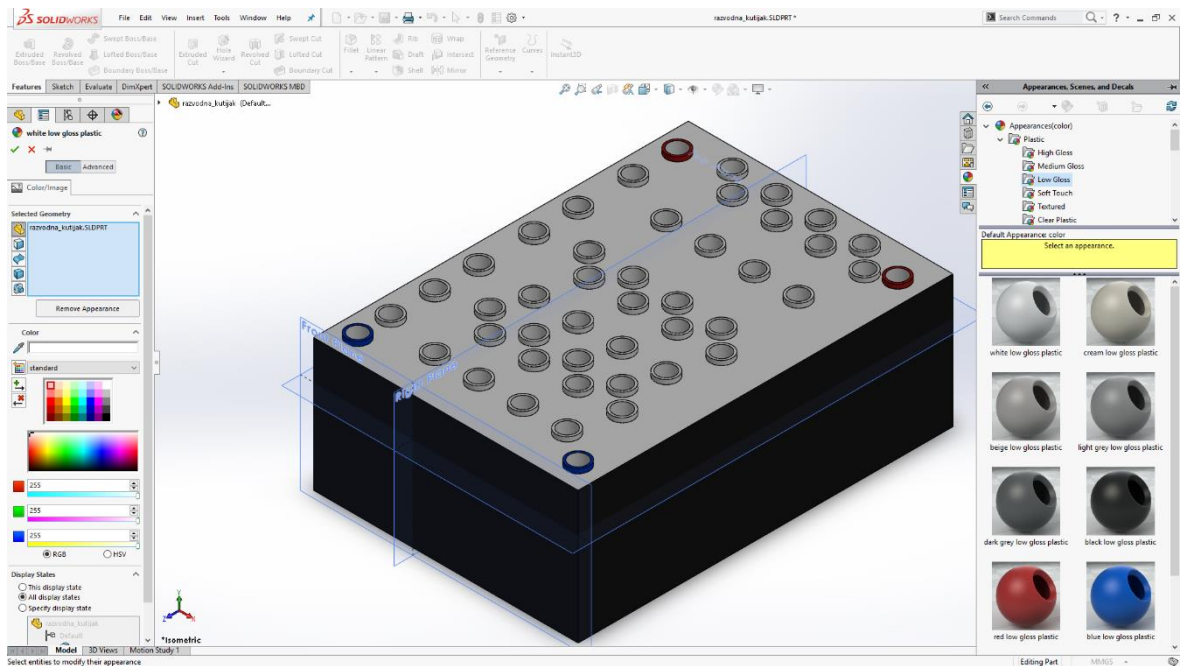 SOLIDWORKS File Edit View Insert Tools Window Help razvodna_kutijak.SLDPRT * Search Commands
Extruded Boss/Base Revolved Boss/Base Swept Boss/Base Lofted Boss/Base Boundary Boss/Base Extruded Cut Hole Wizard Revolved Cut Swept Cut Lofted Cut Boundary Cut Fillet Linear Pattern Rib Draft Shell Wrap Intersect Mirror Reference Geometry Curves Instant3D
Features Sketch Evaluate DimXpert SOLIDWORKS Add-Ins SOLIDWORKS MBD
razvodna_kutijak (Default...
white low gloss plastic
Basic Advanced
Color/Image
Selected Geometry
razvodna_kutijak.SLDPRT
Remove Appearance
Color
standard
255
255
255
RGB HSV
Display States
This display state
All display states
Specify display state
razvodna_kutijak
Default
Front Plane
Right Plane
*Isometric
Appearances, Scenes, and Decals
Appearances(color)
Plastic
High Gloss
Medium Gloss
Low Gloss
Soft Touch
Textured
Clear Plastic
Default Appearance: color
Select an appearance.
white low gloss plastic cream low gloss plastic
beige low gloss plastic light grey low gloss plastic
dark grey low gloss plastic black low gloss plastic
red low gloss plastic blue low gloss plastic
Model 3D Views Motion Study 1
Select entities to modify their appearance Editing Part MMGS